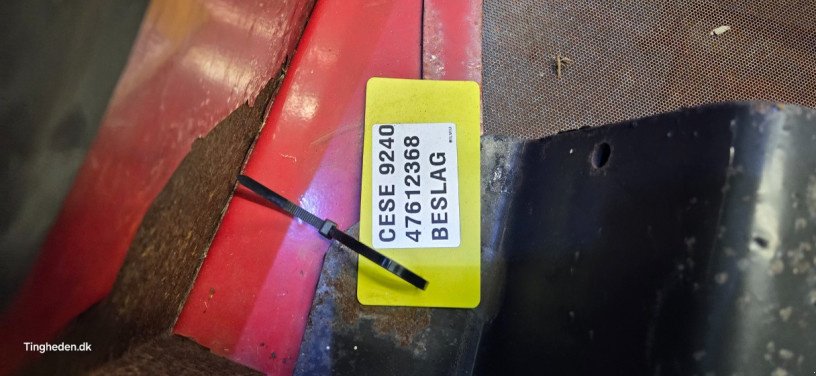 CESE 9240
47612368
BESLAG
Tingheden.dk